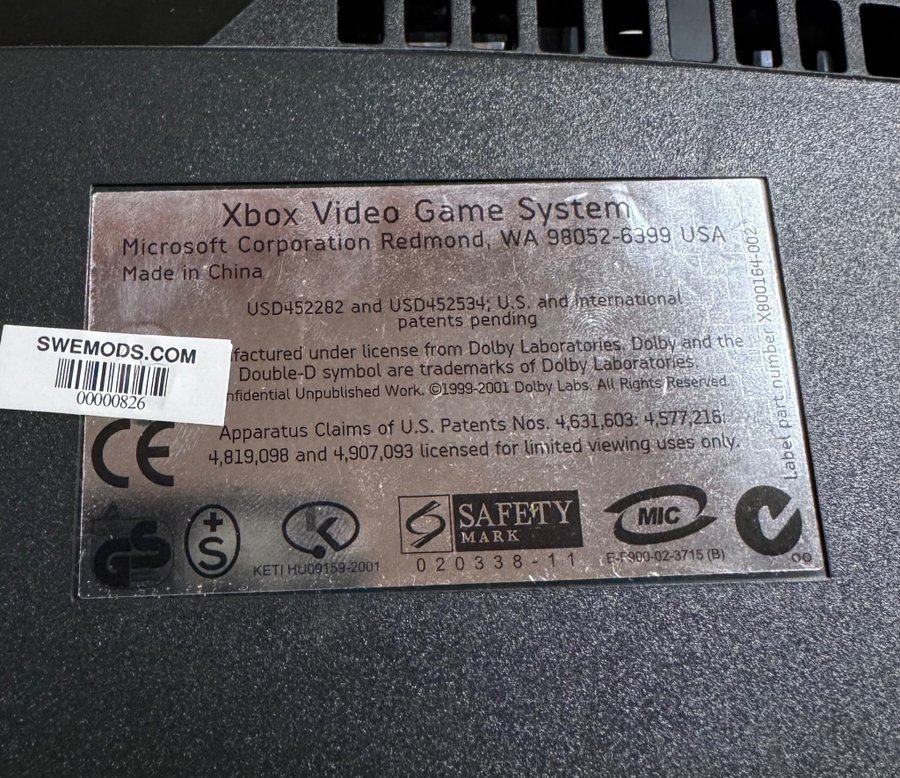 Xbox Video Game System
Microsoft Corporation Redmond, WA 98052-6399 USA
Made in China
USD452282 and USD452534; U.S. and international
patents pending
SWEMODS.COM
00000826
factured under license from Dolby Laboratories. Dolby and the
Double-D symbol are trademarks of Dolby Laboratories.
nfidential Unpublished Work. ©1999-2001 Dolby Labs. All Rights Reserved.
Apparatus Claims of U.S. Patents Nos. 4,631,603; 4,577,216;
4,819,098 and 4,907,093 licensed for limited viewing uses only.
CE
GS
+S
K
KETI HU09159-2001
S
SAFETY
MARK
020338-11
MIC
E-F900-02-3715 (B)
Label part number X800164-002